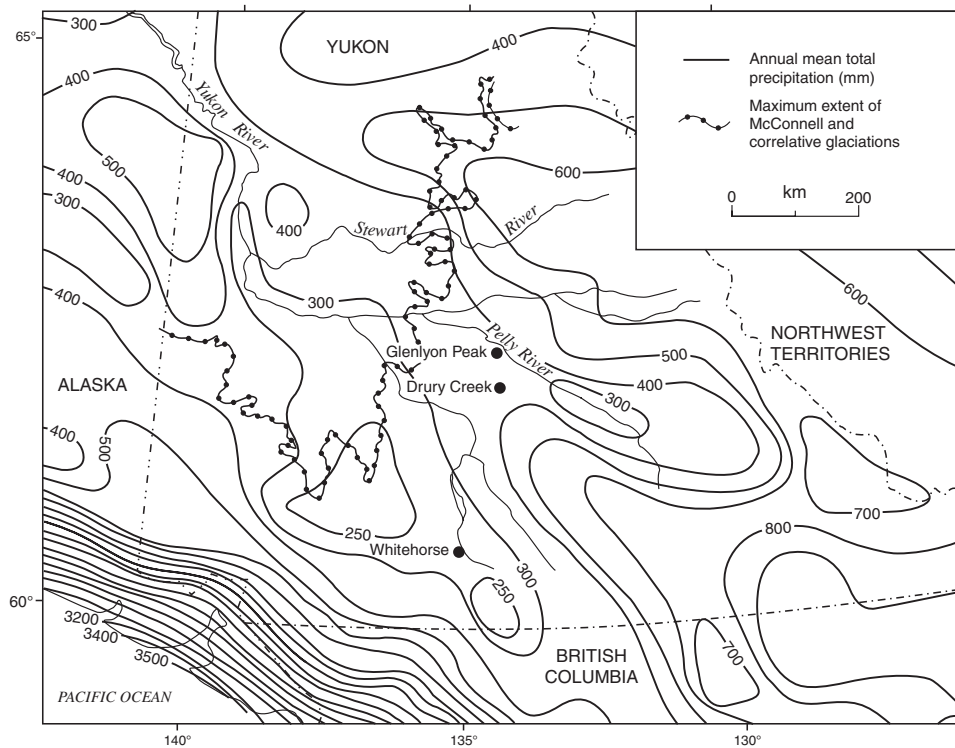 300
65°
YUKON
400
400
Annual mean total
precipitation (mm)
Maximum extent of
McConnell and
correlative glaciations
km
0
200
Yukon
River
500
400
300
600
400
Stewart
River
400
300
600
Pelly River
NORTHWEST
TERRITORIES
Glenlyon Peak
500
ALASKA
Drury Creek
400
300
400
500
700
250
800
Whitehorse
300
250
60°
3200
3400
3500
700
BRITISH
COLUMBIA
PACIFIC OCEAN
140°
135°
130°